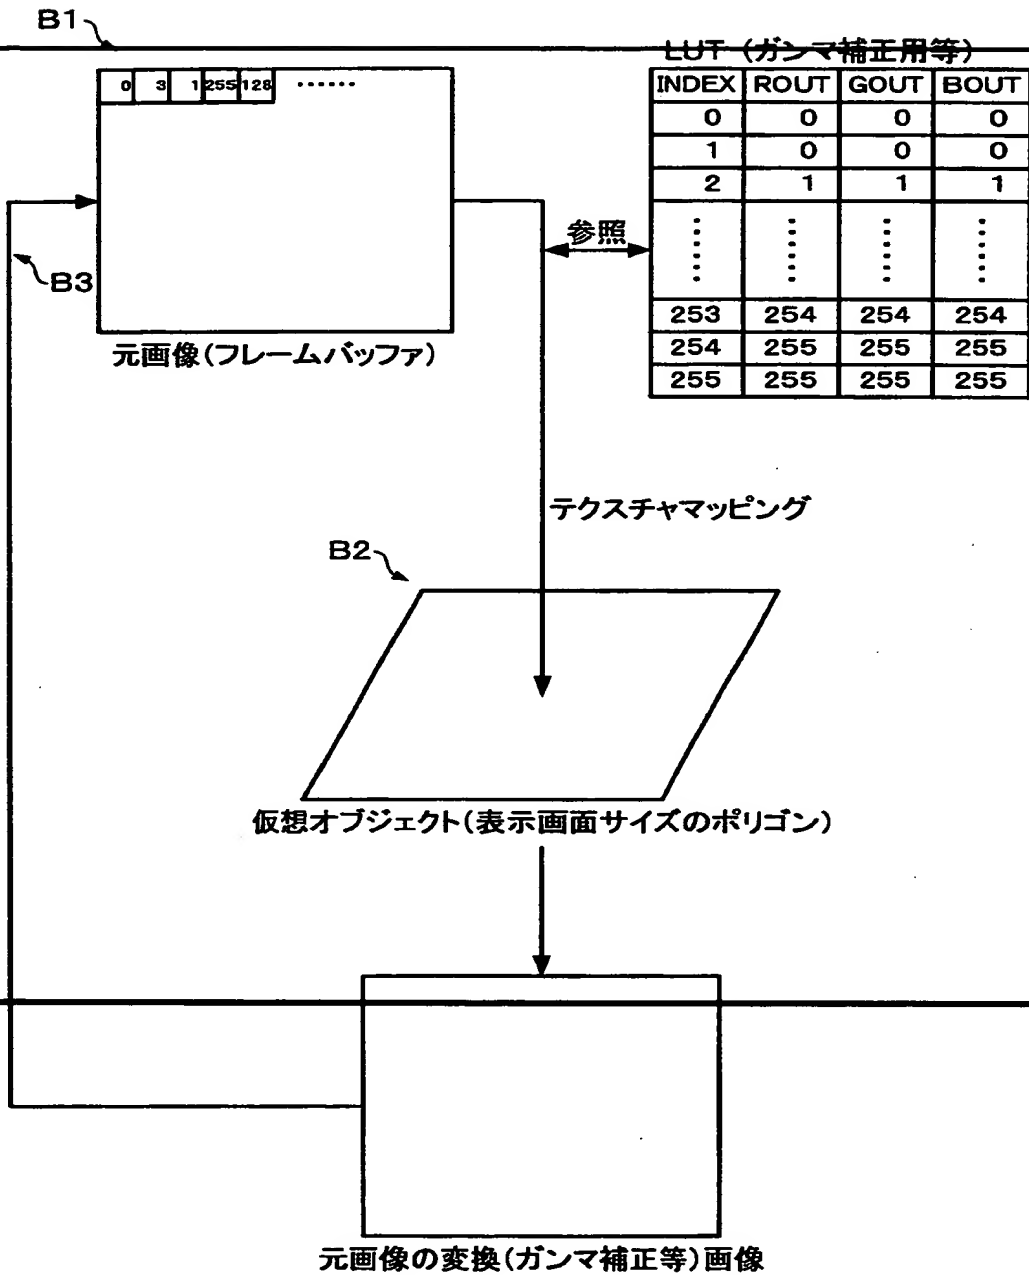 B1
LUT (ガンマ補正用等)
0 3 1 255 128 ······
INDEX ROUT GOUT BOUT
0 0 0 0
1 0 0 0
2 1 1 1
253 254 254 254
254 255 255 255
255 255 255 255
参照
B3
元画像(フレームバッファ)
テクスチャマッピング
B2
仮想オブジェクト(表示画面サイズのポリゴン)
元画像の変換(ガンマ補正等)画像